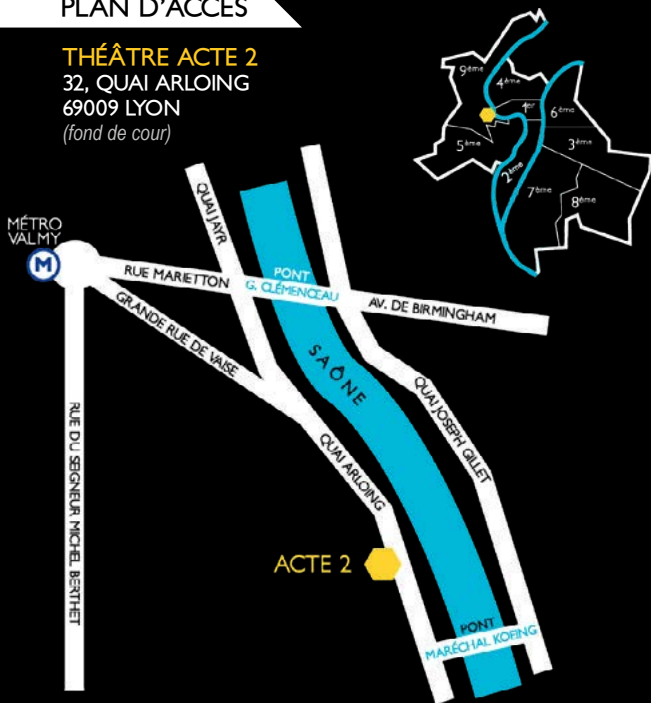 PLAN D'ACCÈS
THÉÂTRE ACTE 2
32, QUAI ARLOING
69009 LYON
(fond de cour)
9ème
4ème
1er
6ème
5ème
3ème
2ème
7ème
8ème
MÉTRO
VALMY
M
QUAI JAYR
RUE MARIETTON
PONT
G. CLÉMENCEAU
AV. DE BIRMINGHAM
GRANDE RUE DE VAISE
SAÔNE
QUAI JOSEPH GILLET
QUAI ARLOING
RUE DU SEIGNEUR MICHEL BERTHET
ACTE 2
PONT
MARÉCHAL KOFING